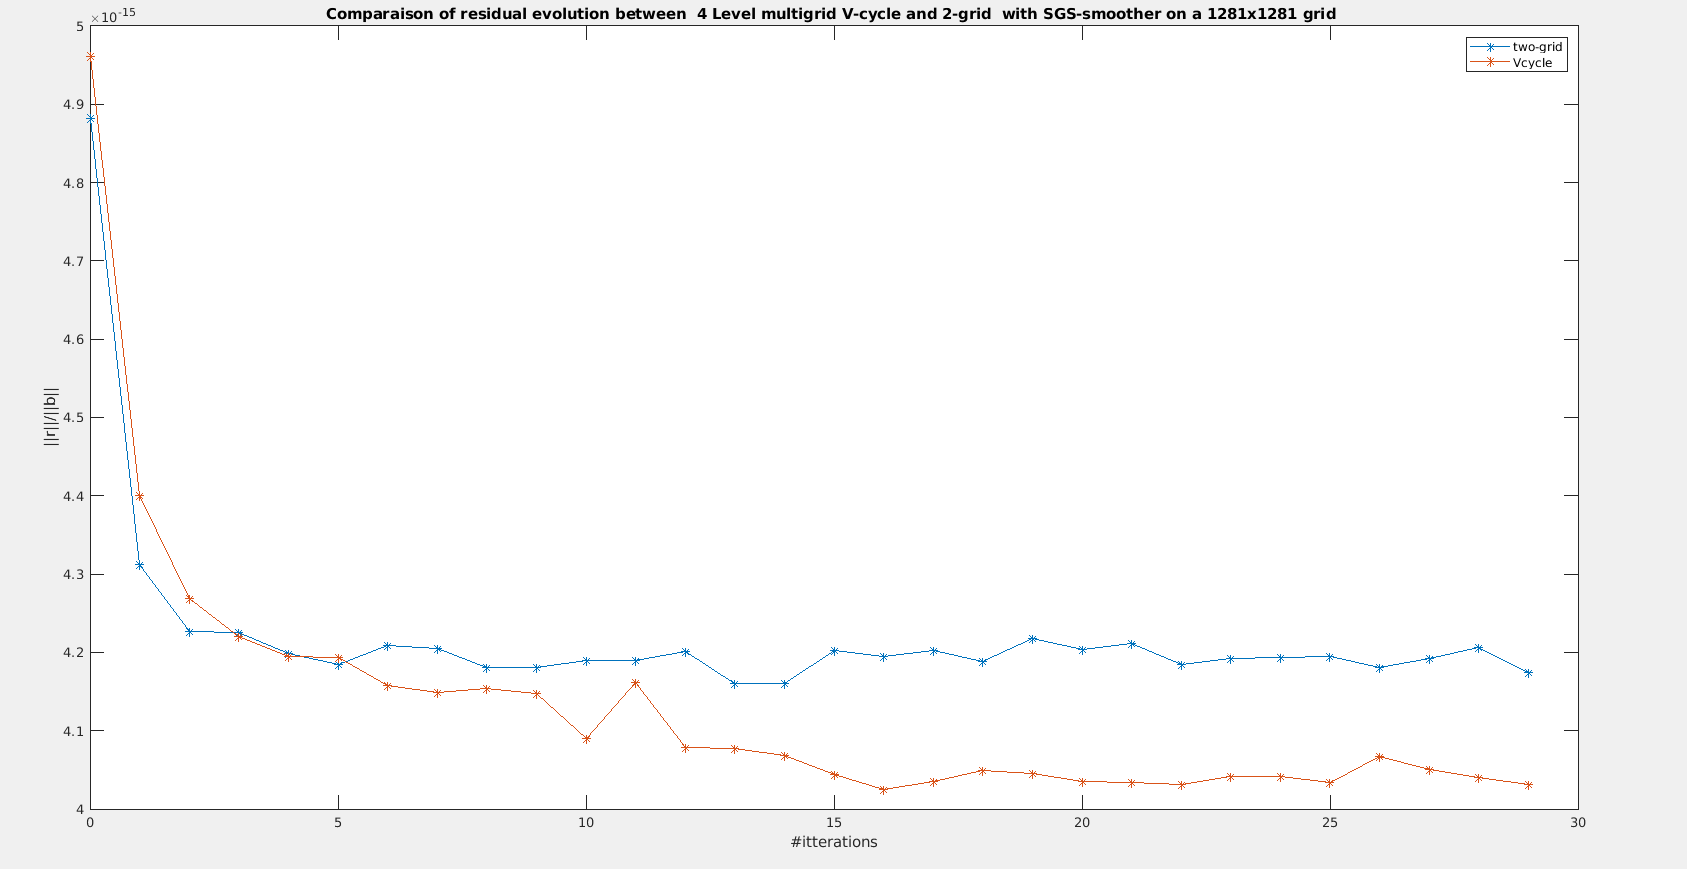 Comparaison of residual evolution between  4 Level multigrid V-cycle and 2-grid  with SGS-smoother on a 1281x1281 grid
×10-15
two-grid
Vcycle
5
4.9
4.8
4.7
4.6
4.5
4.4
4.3
4.2
4.1
4
||r||/||b||
0 5 10 15 20 25 30
#itterations